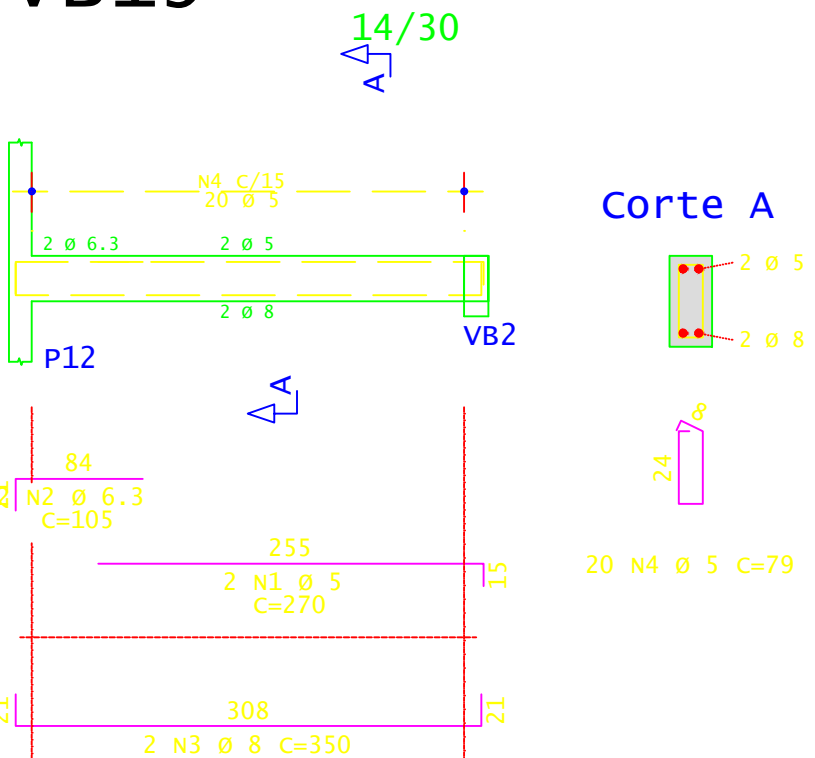 14/30
A
N4 C/15
20 Ø 5
Corte A
2 Ø 6.3
2 Ø 5
2 Ø 5
2 Ø 8
2 Ø 8
P12
VB2
A
8
84
24
21
N2 Ø 6.3
C=105
255
2 N1 Ø 5
15
C=270
20 N4 Ø 5 C=79
21
308
21
2 N3 Ø 8 C=350